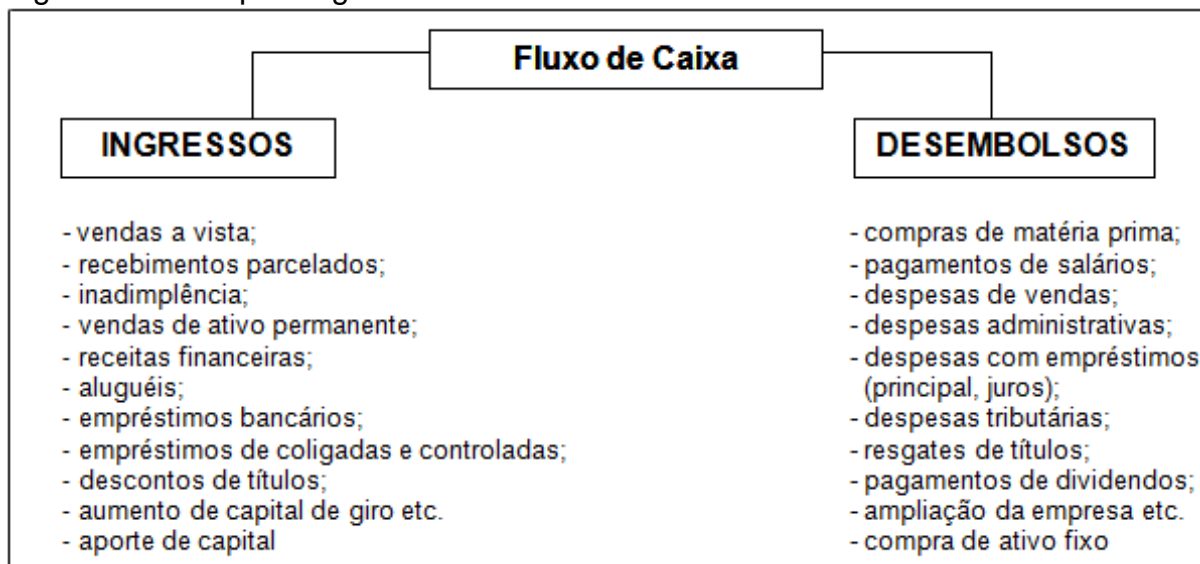 Fluxo de Caixa
INGRESSOS
- vendas a vista;
- recebimentos parcelados;
- inadimplência;
- vendas de ativo permanente;
- receitas financeiras;
- aluguéis;
- empréstimos bancários;
- empréstimos de coligadas e controladas;
- descontos de títulos;
- aumento de capital de giro etc.
- aporte de capital
DESEMBOLSOS
- compras de matéria prima;
- pagamentos de salários;
- despesas de vendas;
- despesas administrativas;
- despesas com empréstimos
(principal, juros);
- despesas tributárias;
- resgates de títulos;
- pagamentos de dividendos;
- ampliação da empresa etc.
- compra de ativo fixo